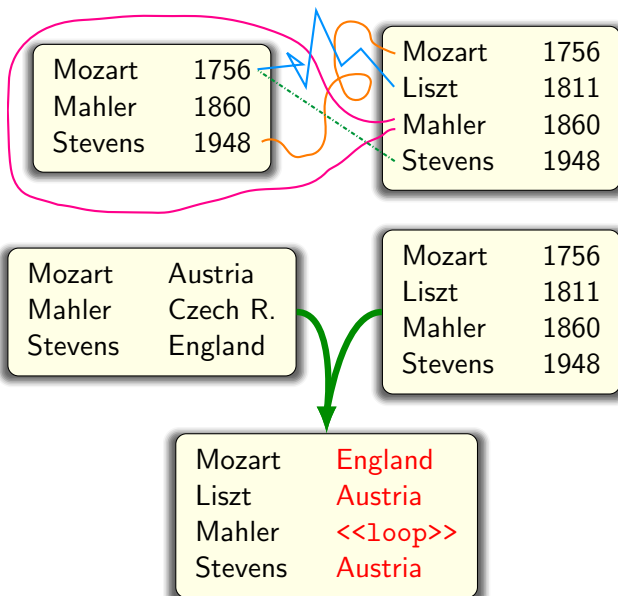 Mozart 1756
Mahler 1860
Stevens 1948
Mozart 1756
Liszt 1811
Mahler 1860
Stevens 1948
Mozart Austria
Mahler Czech R.
Stevens England
Mozart 1756
Liszt 1811
Mahler 1860
Stevens 1948
Mozart England
Liszt Austria
Mahler <<loop>>
Stevens Austria